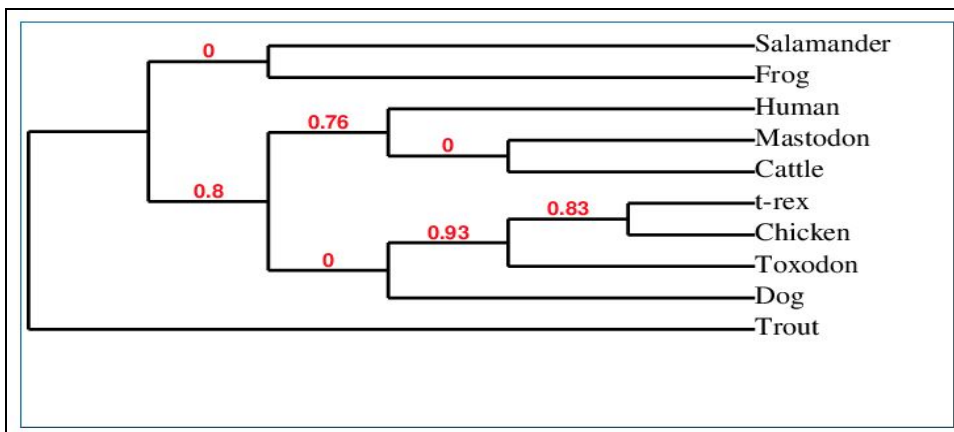 Salamander
0
Frog
Human
0.76
Mastodon
0
Cattle
0.8
t-rex
0.83
Chicken
0.93
Toxodon
0
Dog
Trout